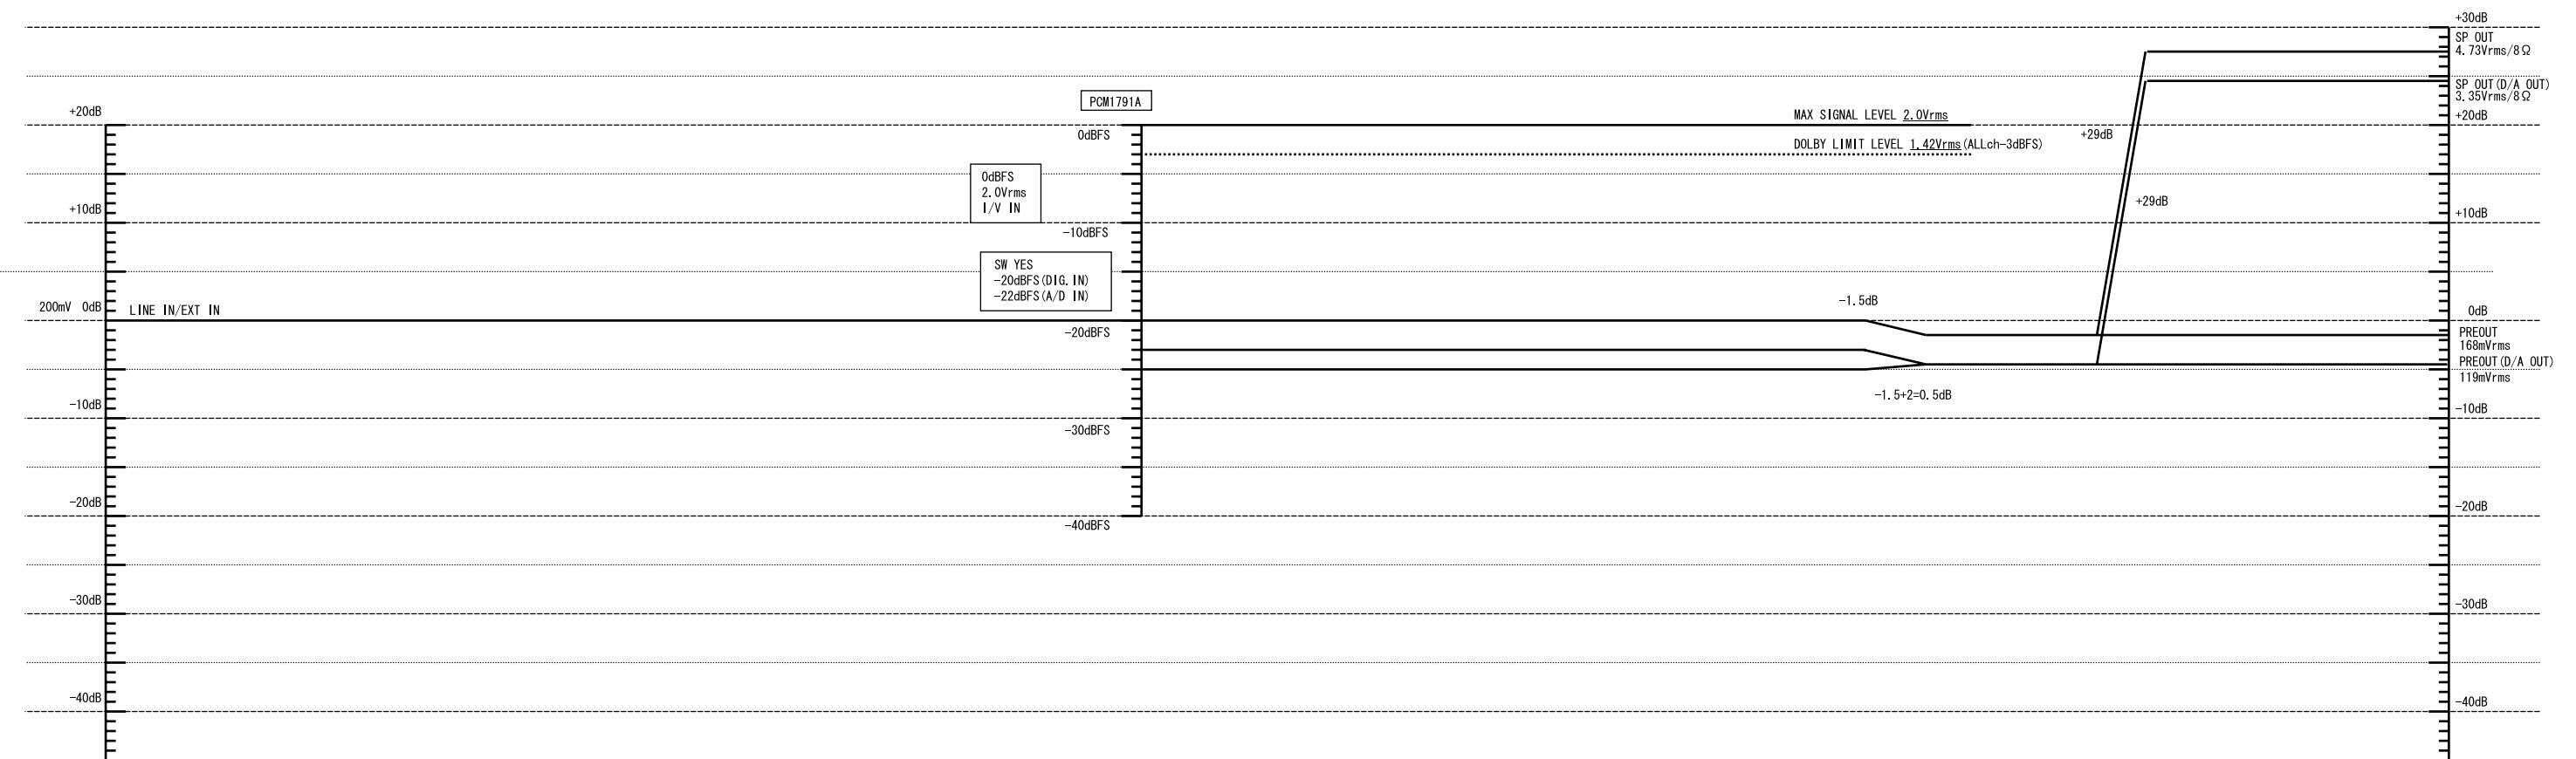 +30dB
SP OUT
4.73Vrms/8Ω
SP OUT(D/A OUT)
3.35Vrms/8Ω
PCM1791A
+20dB
0dBFS
MAX SIGNAL LEVEL 2.0Vrms
+20dB
+29dB
DOLBY LIMIT LEVEL 1.42Vrms(ALLch-3dBFS)
0dBFS
2.0Vrms
I/V IN
+29dB
+10dB
+10dB
-10dBFS
SW YES
-20dBFS(DIG.IN)
-22dBFS(A/D IN)
-1.5dB
200mV 0dB
LINE IN/EXT IN
0dB
-20dBFS
PREOUT
168mVrms
PREOUT(D/A OUT)
119mVrms
-1.5+2=0.5dB
-10dB
-10dB
-30dBFS
-20dB
-20dB
-40dBFS
-30dB
-30dB
-40dB
-40dB